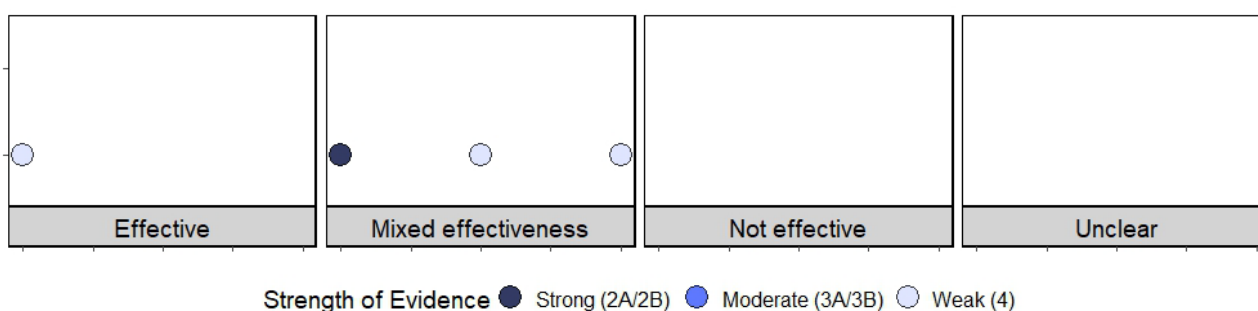 Effective
Mixed effectiveness
Not effective
Unclear
Strength of Evidence Strong (2A/2B) Moderate (3A/3B) Weak (4)